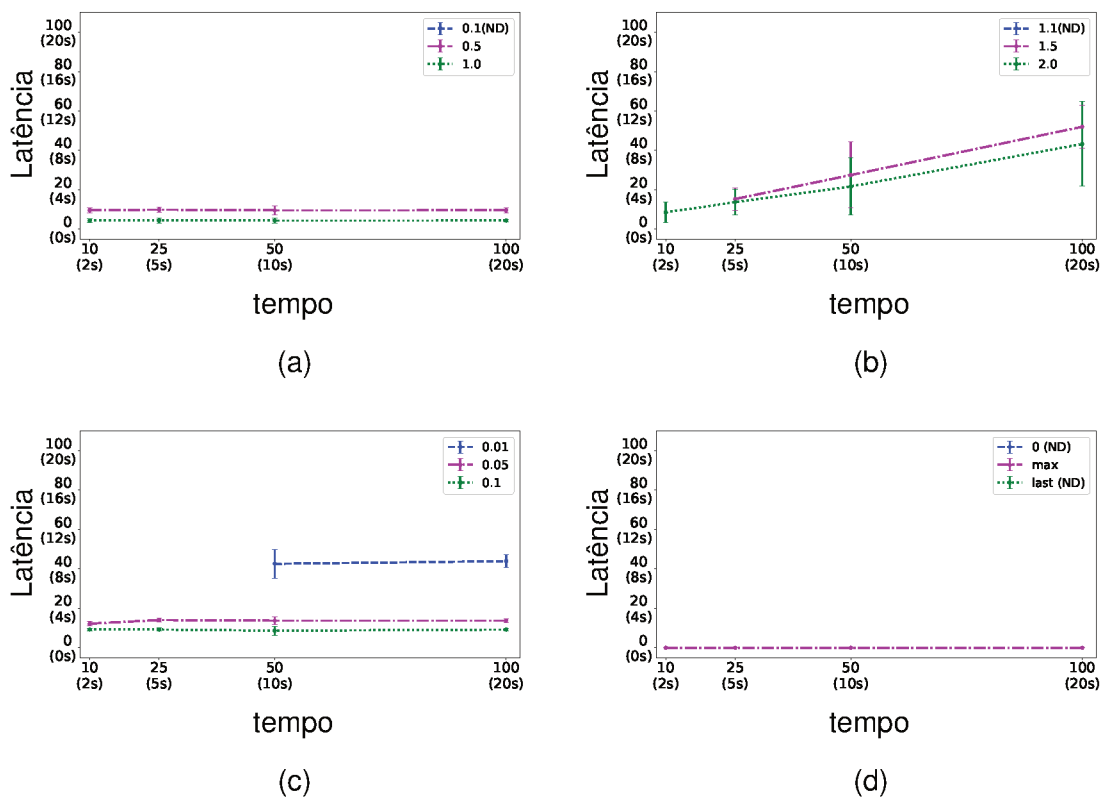 100
(20s)
80
(16s)
60
(12s)
40
(8s)
20
(4s)
0
(0s)
Latência
0.1(ND)
0.5
1.0
10
(2s)
25
(5s)
50
(10s)
100
(20s)
tempo
(a)
100
(20s)
80
(16s)
60
(12s)
40
(8s)
20
(4s)
0
(0s)
Latência
1.1(ND)
1.5
2.0
10
(2s)
25
(5s)
50
(10s)
100
(20s)
tempo
(b)
100
(20s)
80
(16s)
60
(12s)
40
(8s)
20
(4s)
0
(0s)
Latência
0.01
0.05
0.1
10
(2s)
25
(5s)
50
(10s)
100
(20s)
tempo
(c)
100
(20s)
80
(16s)
60
(12s)
40
(8s)
20
(4s)
0
(0s)
Latência
0 (ND)
max
last (ND)
10
(2s)
25
(5s)
50
(10s)
100
(20s)
tempo
(d)